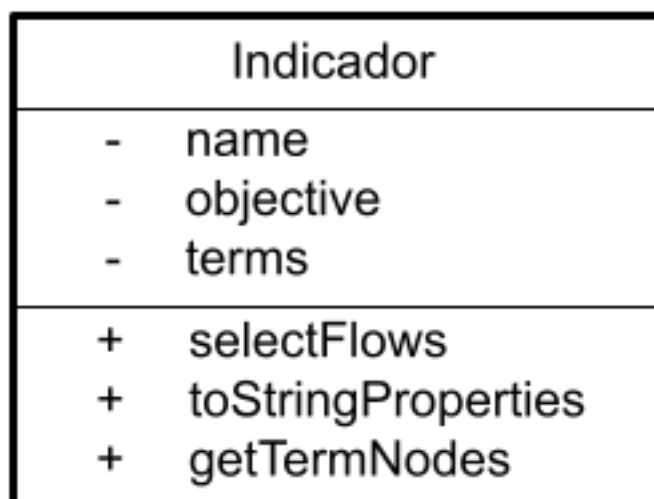 Indicador
- name
- objective
- terms
+ selectFlows
+ toStringProperties
+ getTermNodes